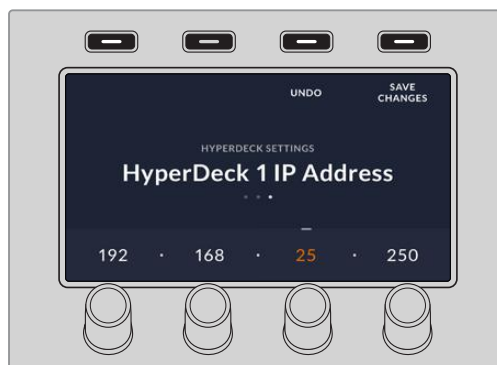 UNDO
SAVE
CHANGES
HYPERDECK SETTINGS
HyperDeck 1 IP Address
192 · 168 · 25 · 250